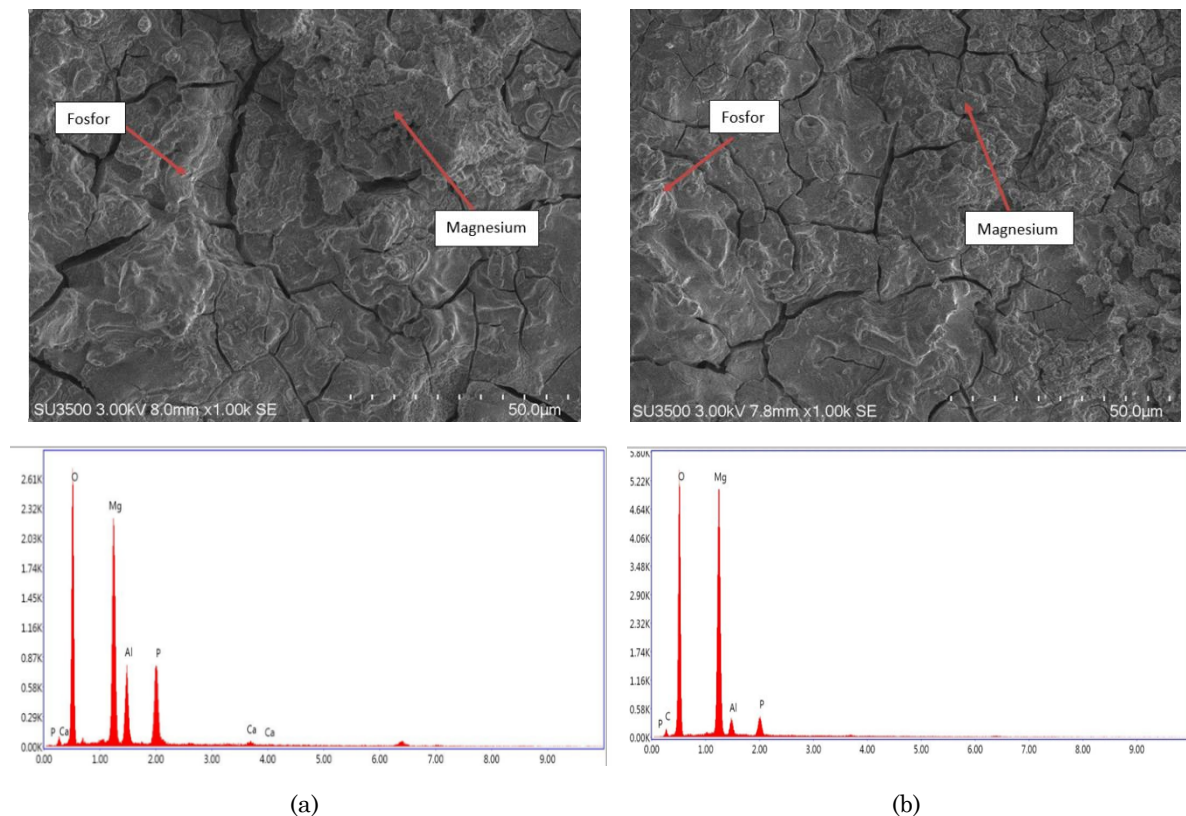 Fosfor
Magnesium
SU3500 3.00kV 8.0mm x1.00k SE
50.0µm
Fosfor
Magnesium
SU3500 3.00kV 7.8mm x1.00k SE
50.0µm
2.61K
2.32K
2.03K
1.74K
1.45K
1.16K
0.87K
0.58K
0.29K
0.00K
O
Mg
Al
P
P
Ca
Ca
Ca
0.00 1.00 2.00 3.00 4.00 5.00 6.00 7.00 8.00 9.00
5.80K
5.22K
4.64K
4.06K
3.48K
2.90K
2.32K
1.74K
1.16K
0.58K
0.00K
O
Mg
Al
P
P
C
0.00 1.00 2.00 3.00 4.00 5.00 6.00 7.00 8.00 9.00
(a)
(b)